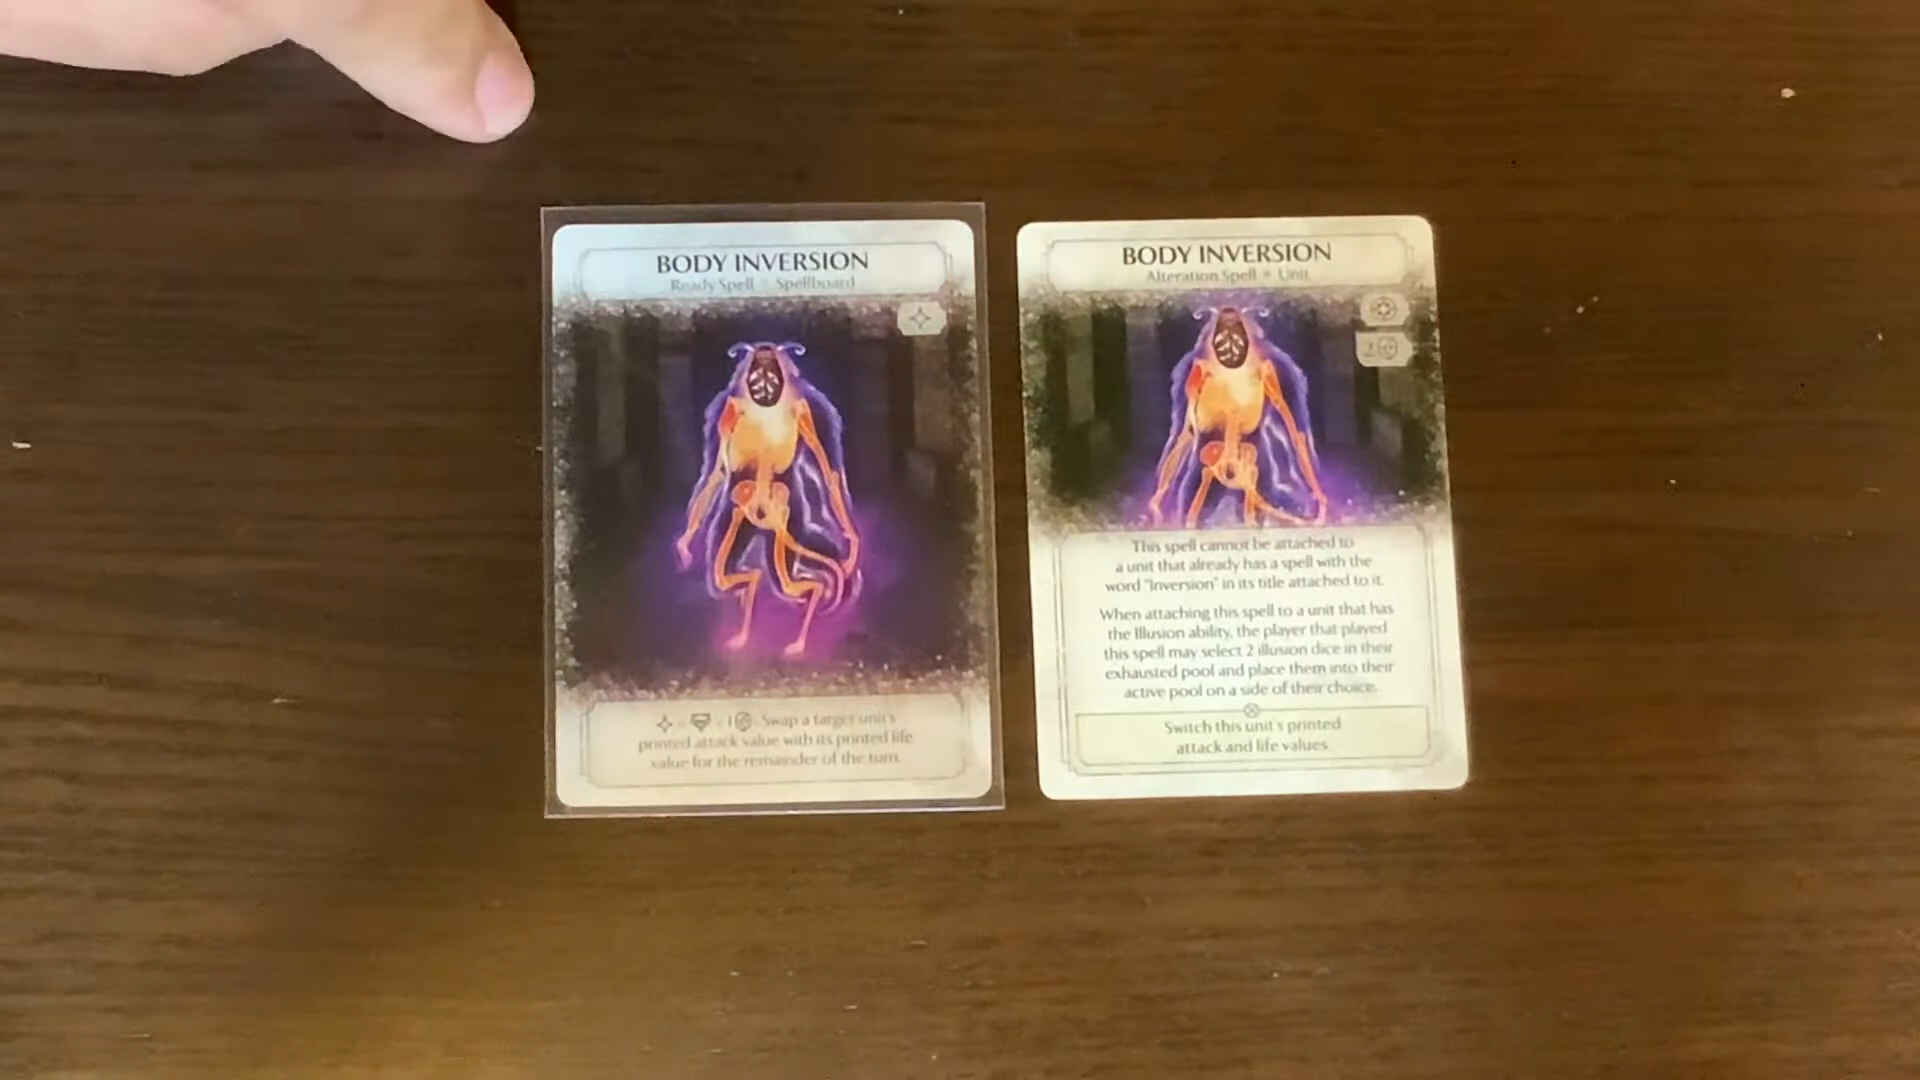 BODY INVERSION
Ready Spell * Spellboard
1 : Swap a target unit's
printed attack value with its printed life
value for the remainder of the turn.
BODY INVERSION
Alteration Spell * Unit
2
This spell cannot be attached to
a unit that already has a spell with the
word "Inversion" in its title attached to it.
When attaching this spell to a unit that has
the Illusion ability, the player that played
this spell may select 2 illusion dice in their
exhausted pool and place them into their
active pool on a side of their choice.
Switch this unit's printed
attack and life values.